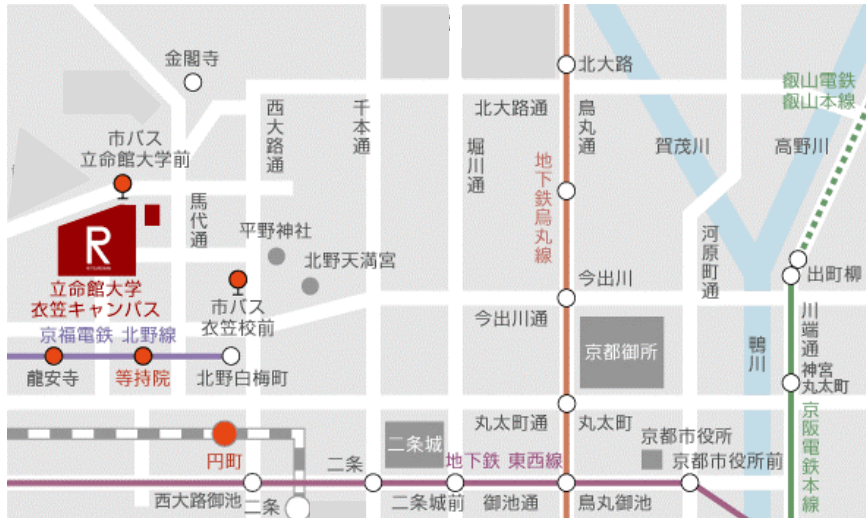 金閣寺
北大路
叡山電鉄
叡山本線
市バス
立命館大学前
西大路通
千本通
北大路通
堀川通
烏丸通
地下鉄烏丸線
賀茂川
高野川
馬代通
平野神社
北野天満宮
河原町通
R
立命館大学
衣笠キャンパス
市バス
衣笠校前
今出川
今出川通
出町柳
京福電鉄 北野線
龍安寺
等持院
北野白梅町
京都御所
鴨川
川端通
神宮
丸太町
丸太町通
丸太町
京阪電鉄本線
円町
二条城
二条
地下鉄 東西線
京都市役所
京都市役所前
西大路御池
二条
二条城前
御池通
烏丸御池